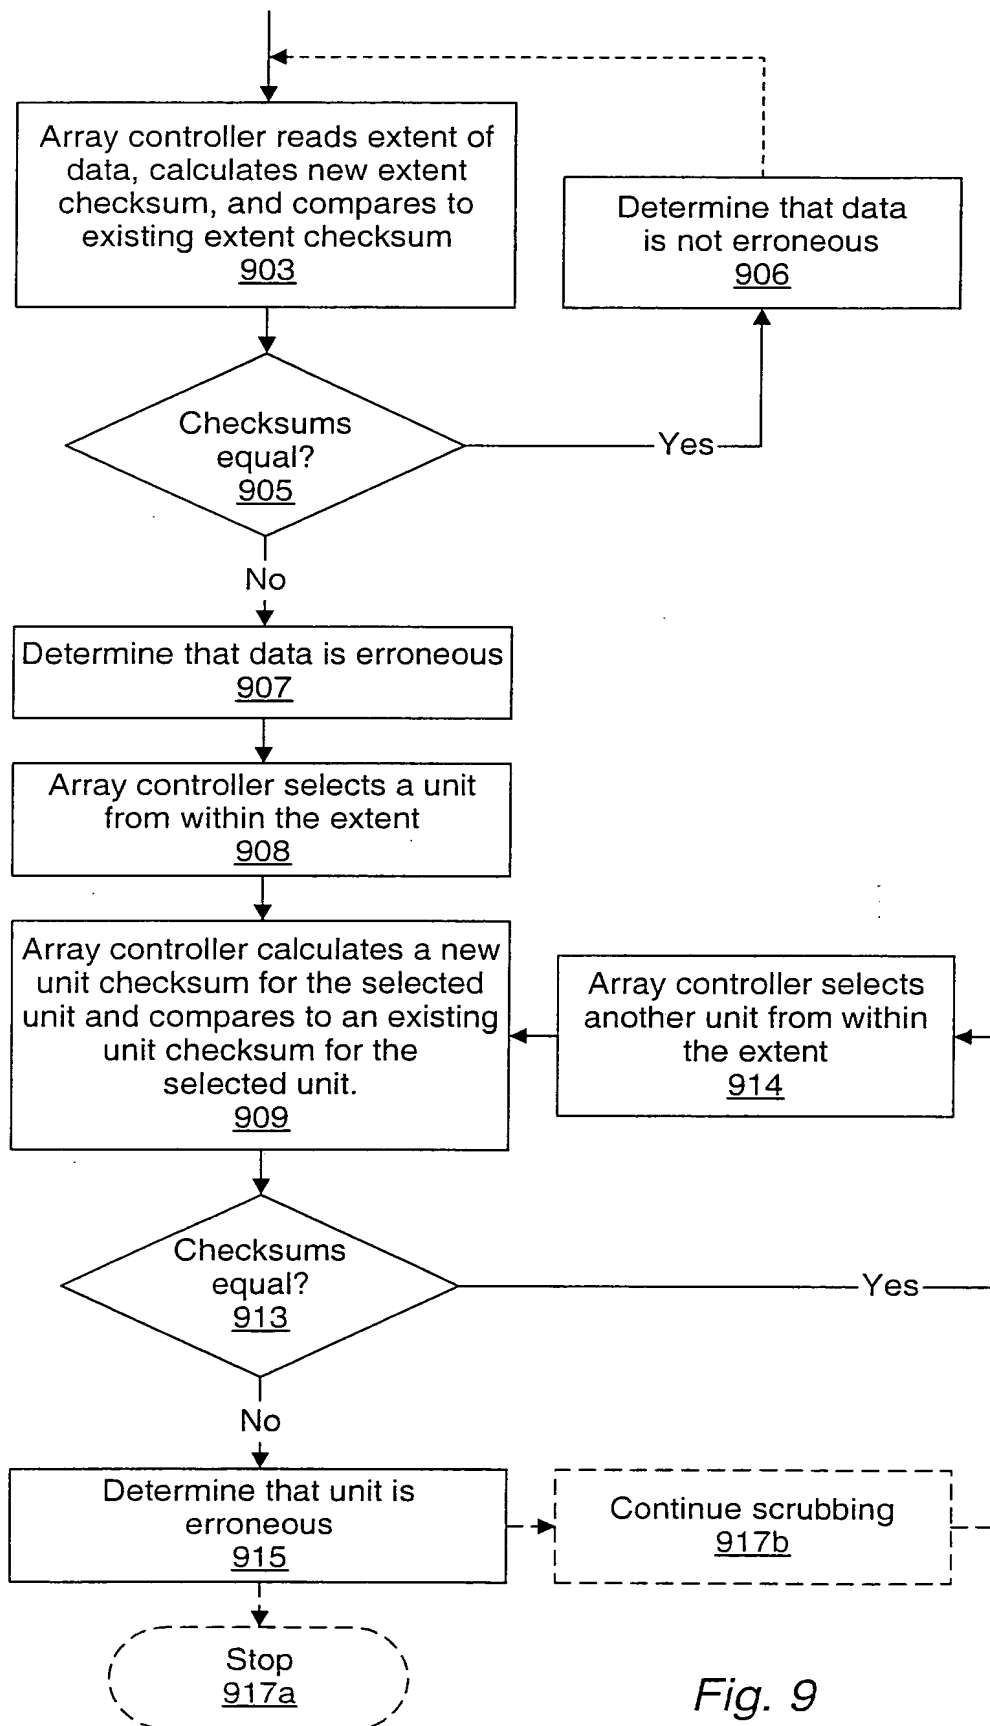 Array controller reads extent of
data, calculates new extent
checksum, and compares to
existing extent checksum
903
Determine that data
is not erroneous
906
Checksums
equal?
905
Yes
No
Determine that data is erroneous
907
Array controller selects a unit
from within the extent
908
Array controller calculates a new
unit checksum for the selected
unit and compares to an existing
unit checksum for the
selected unit.
909
Array controller selects
another unit from within
the extent
914
Checksums
equal?
913
Yes
No
Determine that unit is
erroneous
915
Continue scrubbing
917b
Stop
917a
Fig. 9